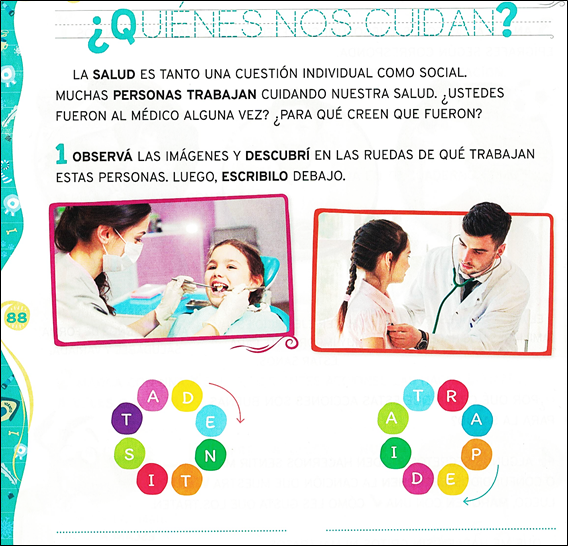 ¿QUIÉNES NOS CUIDAN?
LA SALUD ES TANTO UNA CUESTIÓN INDIVIDUAL COMO SOCIAL.
MUCHAS PERSONAS TRABAJAN CUIDANDO NUESTRA SALUD. ¿USTEDES
FUERON AL MÉDICO ALGUNA VEZ? ¿PARA QUÉ CREEN QUE FUERON?
1 OBSERVÁ LAS IMÁGENES Y DESCUBRÍ EN LAS RUEDAS DE QUÉ TRABAJAN
ESTAS PERSONAS. LUEGO, ESCRIBILO DEBAJO.
88
D E N T I S T A
P E D I A T R A